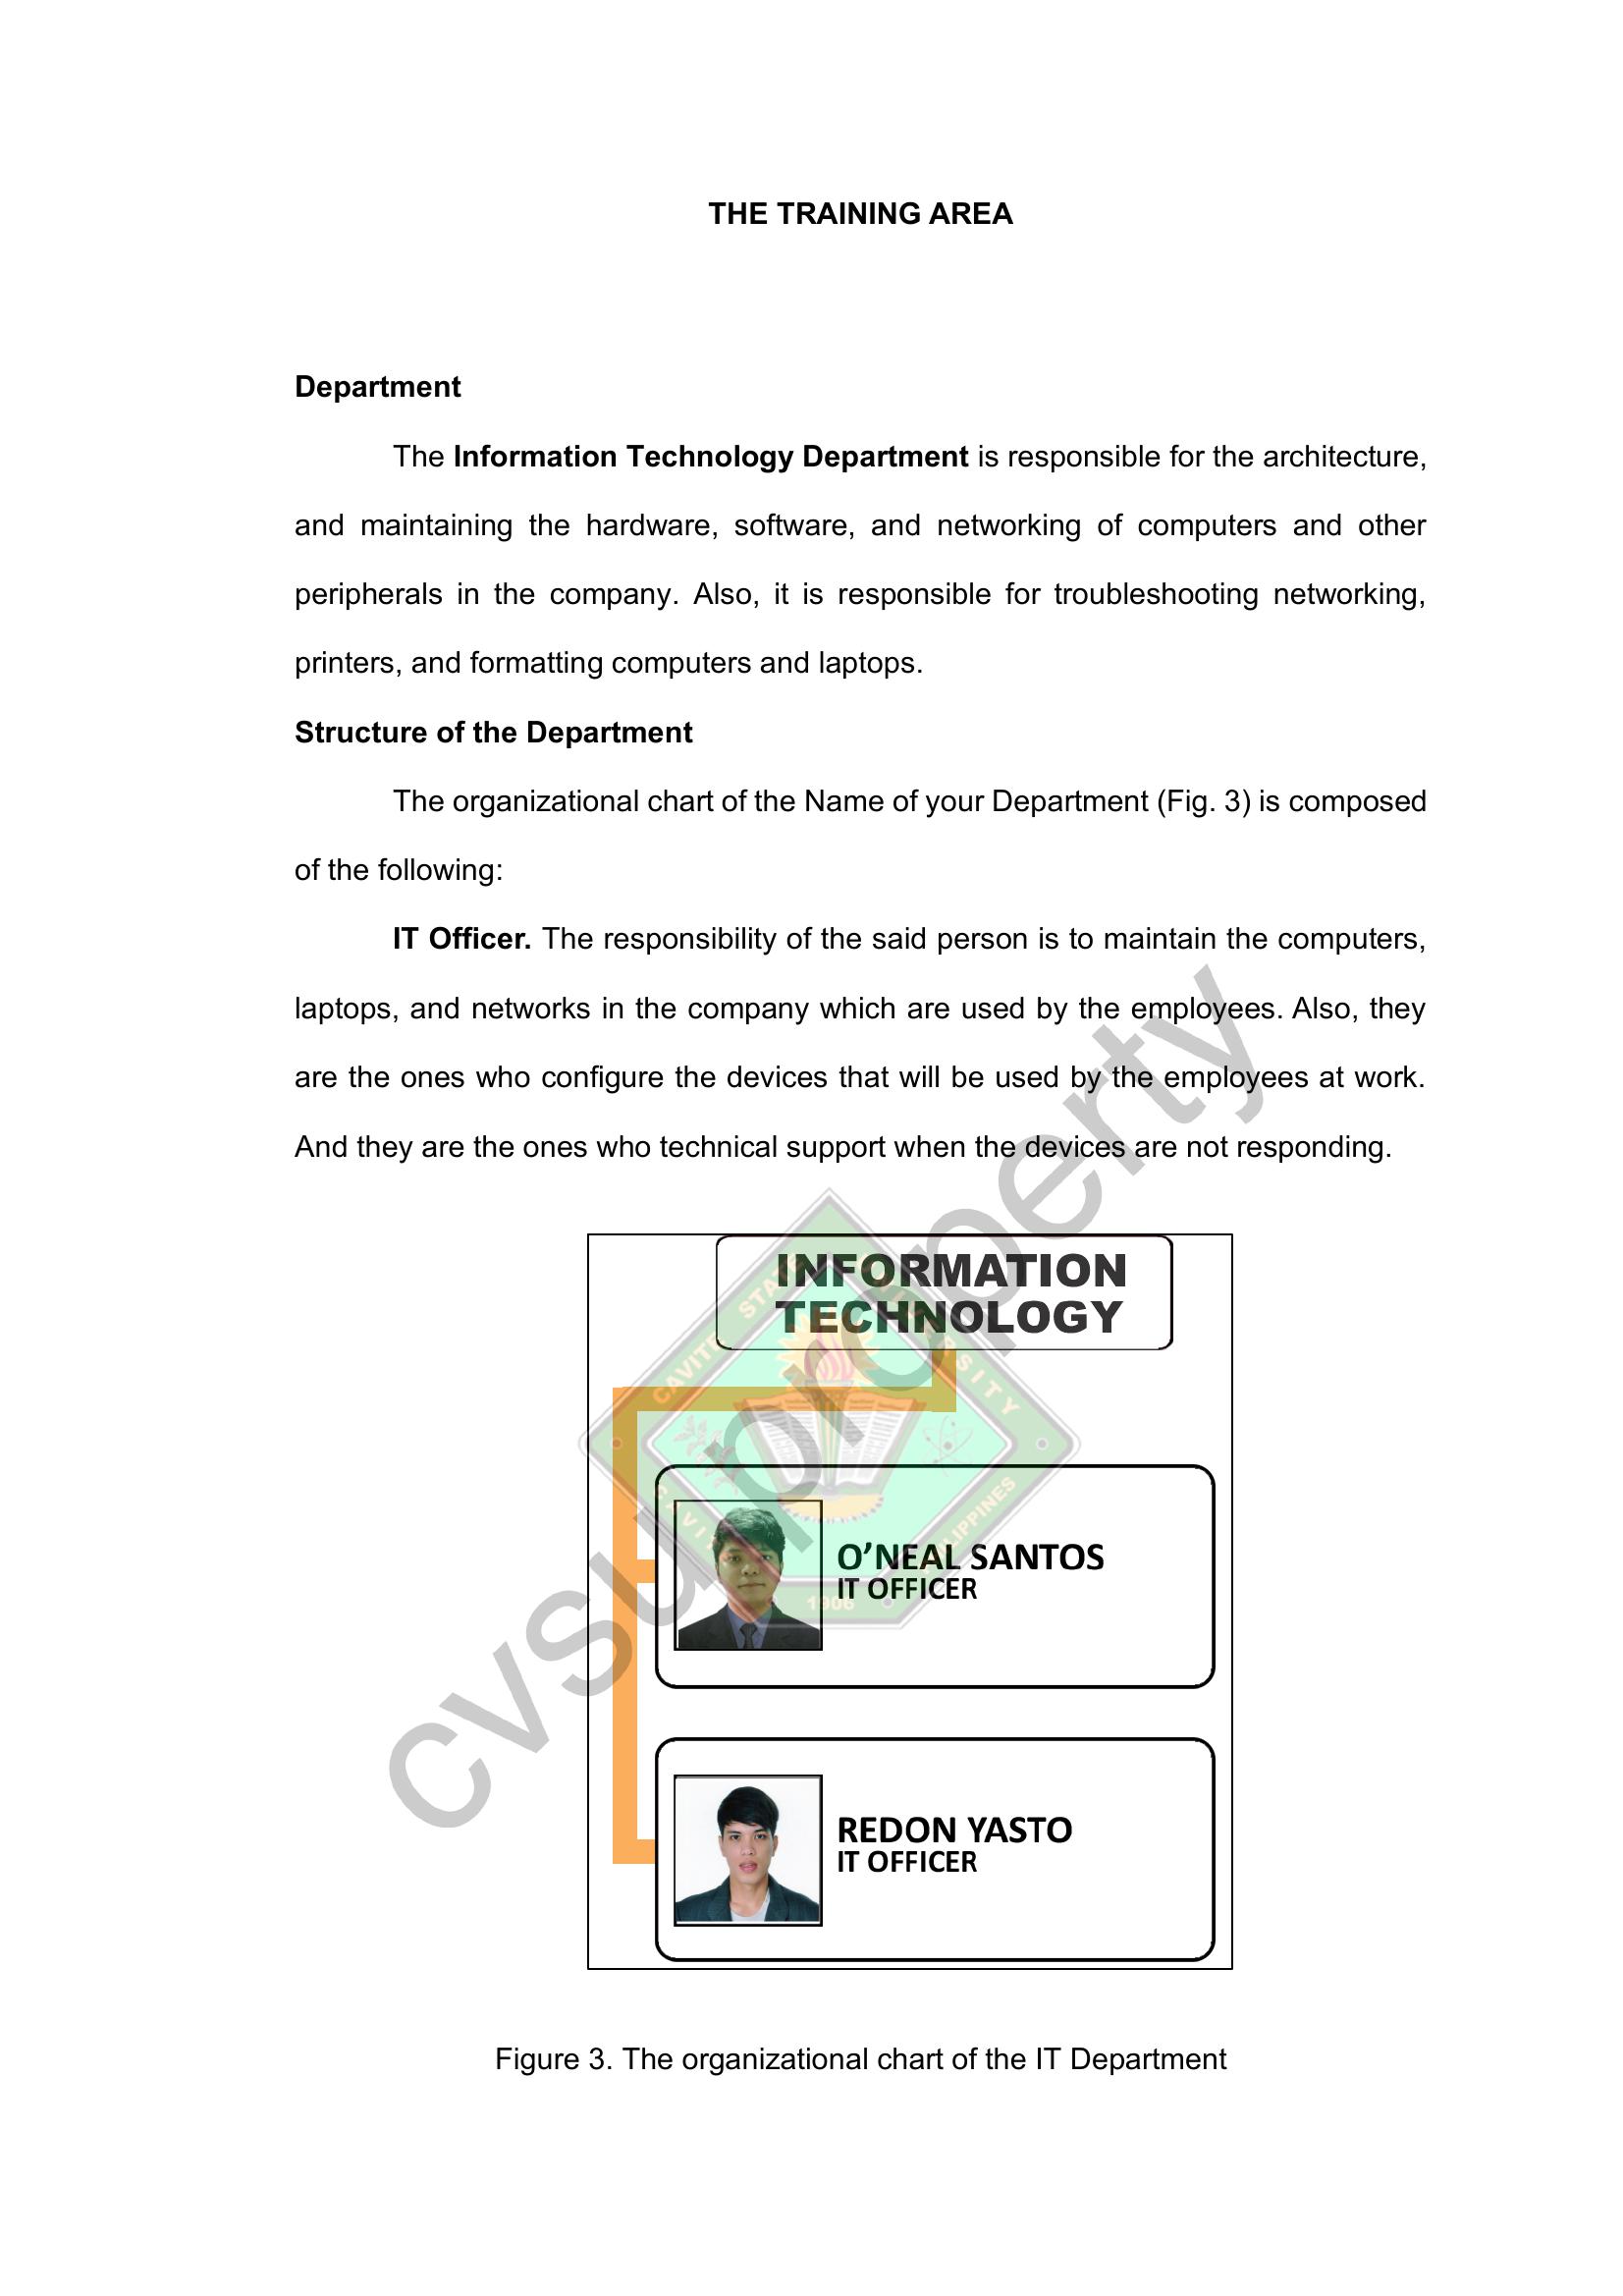 THE TRAINING AREA
Department
The Information Technology Department is responsible for the architecture,
and maintaining the hardware, software, and networking of computers and other
peripherals in the company. Also, it is responsible for troubleshooting networking,
printers, and formatting computers and laptops.
Structure of the Department
The organizational chart of the Name of your Department (Fig. 3) is composed
of the following:
IT Officer. The responsibility of the said person is to maintain the computers,
laptops, and networks in the company which are used by the employees. Also, they
are the ones who configure the devices that will be used by the employees at work.
And they are the ones who technical support when the devices are not responding.
INFORMATION
TECHNOLOGY
O’NEAL SANTOS
IT OFFICER
REDON YASTO
IT OFFICER
Figure 3. The organizational chart of the IT Department
cvsu property
CAVITE STATE
1906